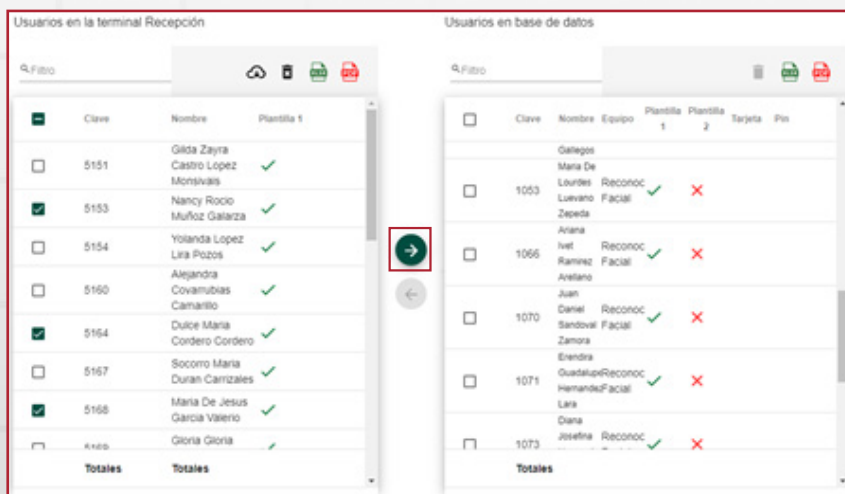 Usuarios en la terminal Recepción
Filtro
Clave Nombre Plantilla 1
5151 Gilda Zayra Castro Lopez Monsivais
5153 Nancy Rocio Muñoz Galarza
5154 Yolanda Lopez Lira Pozos
5160 Alejandra Covarrubias Camarillo
5164 Dulce Maria Cordero Cordero
5167 Socorro Maria Duran Carrizales
5168 Maria De Jesus Garcia Valerio
5169 Gloria Gloria
Totales Totales
Usuarios en base de datos
Filtro
Clave Nombre Equipo Plantilla 1 Plantilla 2 Tarjeta Pin
Gallegos
1053 Maria De Lourdes Luevano Zepeda Reconoc Facial
1066 Ariana Ivet Ramirez Arellano Reconoc Facial
1070 Juan Daniel Sandoval Zamora Reconoc Facial
1071 Erendira Guadalupe Hernandez Lara Reconoc Facial
1073 Diana Josefina Reconoc
Totales